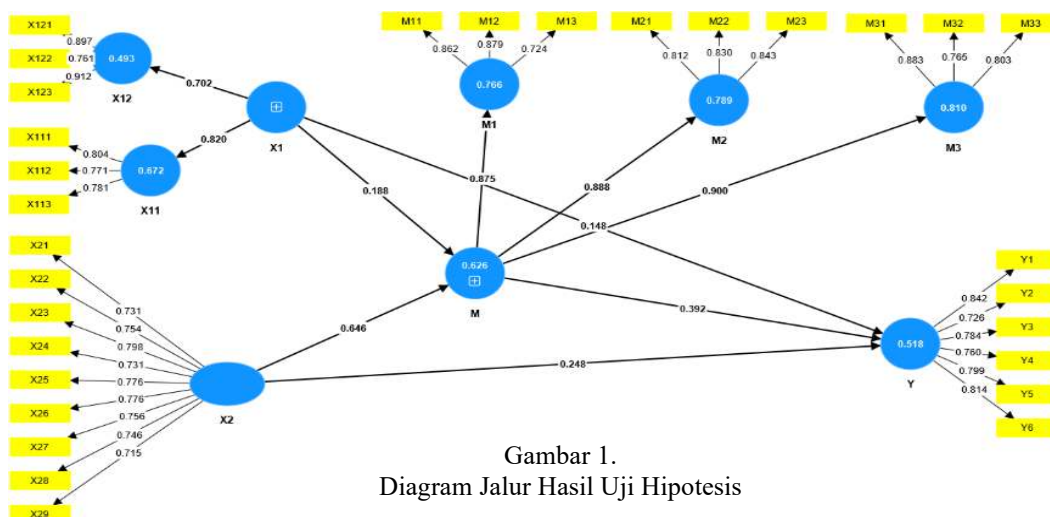 X121
X122
X123
0.897
0.761
0.912
0.493
X12
0.702
X111
X112
X113
0.804
0.771
0.781
0.672
X11
0.820
X1
M11
M12
M13
0.862
0.879
0.724
0.766
M1
M21
M22
M23
0.812
0.830
0.843
0.789
M2
M31
M32
M33
0.883
0.765
0.803
0.810
M3
0.188
0.875
0.888
0.900
0.148
0.626
M
0.646
0.392
0.248
X21
X22
X23
X24
X25
X26
X27
X28
X29
0.731
0.754
0.798
0.731
0.776
0.776
0.756
0.746
0.715
X2
0.518
Y
0.842
0.726
0.784
0.760
0.799
0.814
Y1
Y2
Y3
Y4
Y5
Y6
Gambar 1.
Diagram Jalur Hasil Uji Hipotesis